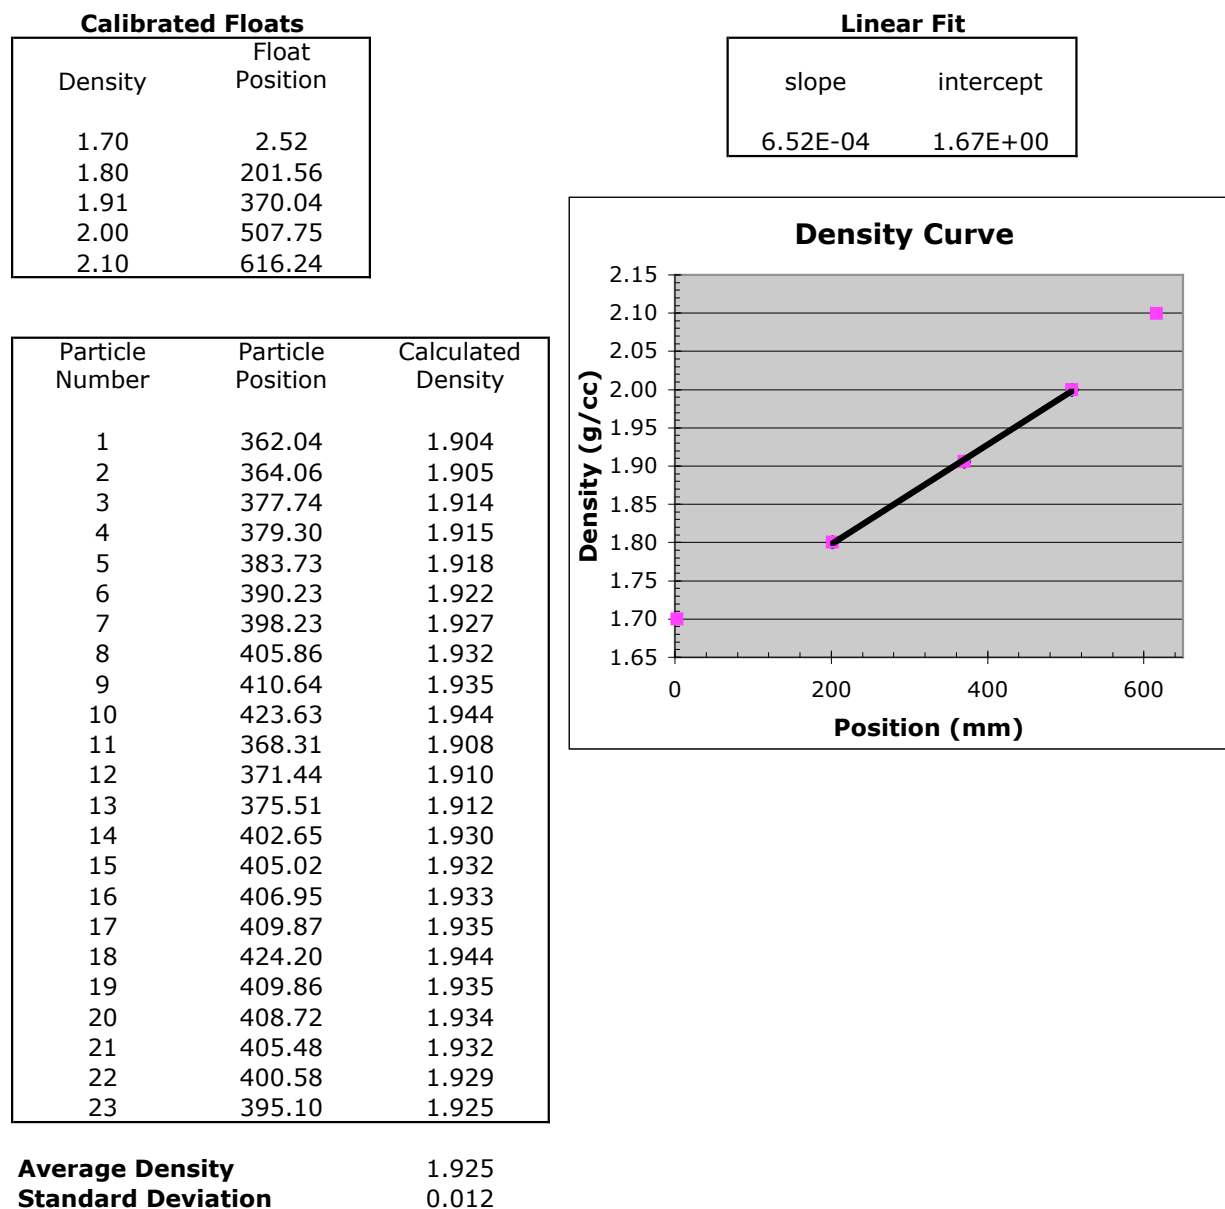 Calibrated Floats
Density Float Position
1.70 2.52
1.80 201.56
1.91 370.04
2.00 507.75
2.10 616.24
Linear Fit
slope intercept
6.52E-04 1.67E+00
Density Curve
2.15
2.10
2.05
2.00
1.95
1.90
1.85
1.80
1.75
1.70
1.65
Density (g/cc)
0 200 400 600
Position (mm)
Particle Particle Calculated
Number Position Density
1 362.04 1.904
2 364.06 1.905
3 377.74 1.914
4 379.30 1.915
5 383.73 1.918
6 390.23 1.922
7 398.23 1.927
8 405.86 1.932
9 410.64 1.935
10 423.63 1.944
11 368.31 1.908
12 371.44 1.910
13 375.51 1.912
14 402.65 1.930
15 405.02 1.932
16 406.95 1.933
17 409.87 1.935
18 424.20 1.944
19 409.86 1.935
20 408.72 1.934
21 405.48 1.932
22 400.58 1.929
23 395.10 1.925
Average Density 1.925
Standard Deviation 0.012